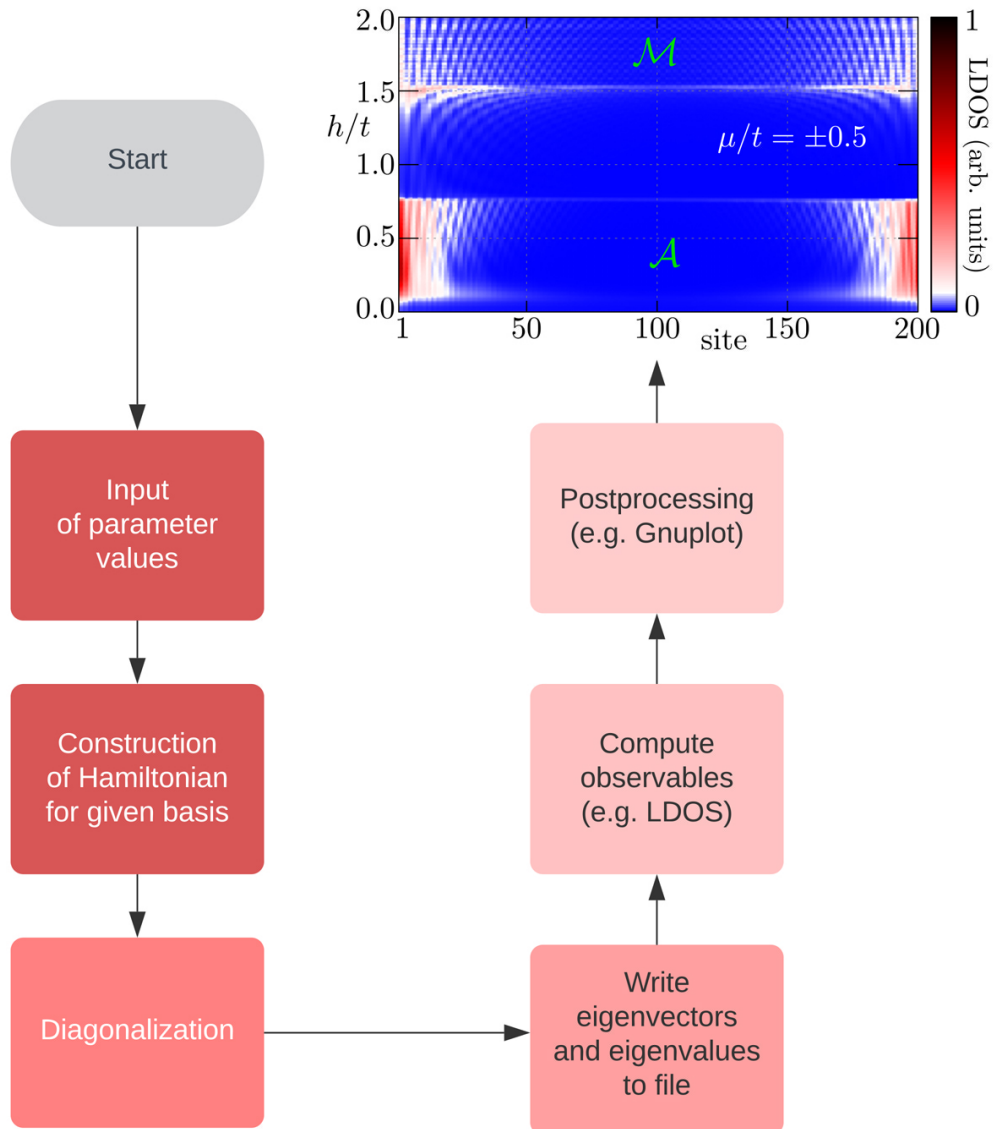 2.0
1.5
h/t
1.0
0.5
0.0
1
50
100
150
200
site
ℳ
μ/t = ±0.5
𝒜
1
0
LDOS (arb. units)
Start
Input
of parameter
values
Construction
of Hamiltonian
for given basis
Diagonalization
Write
eigenvectors
and eigenvalues
to file
Compute
observables
(e.g. LDOS)
Postprocessing
(e.g. Gnuplot)